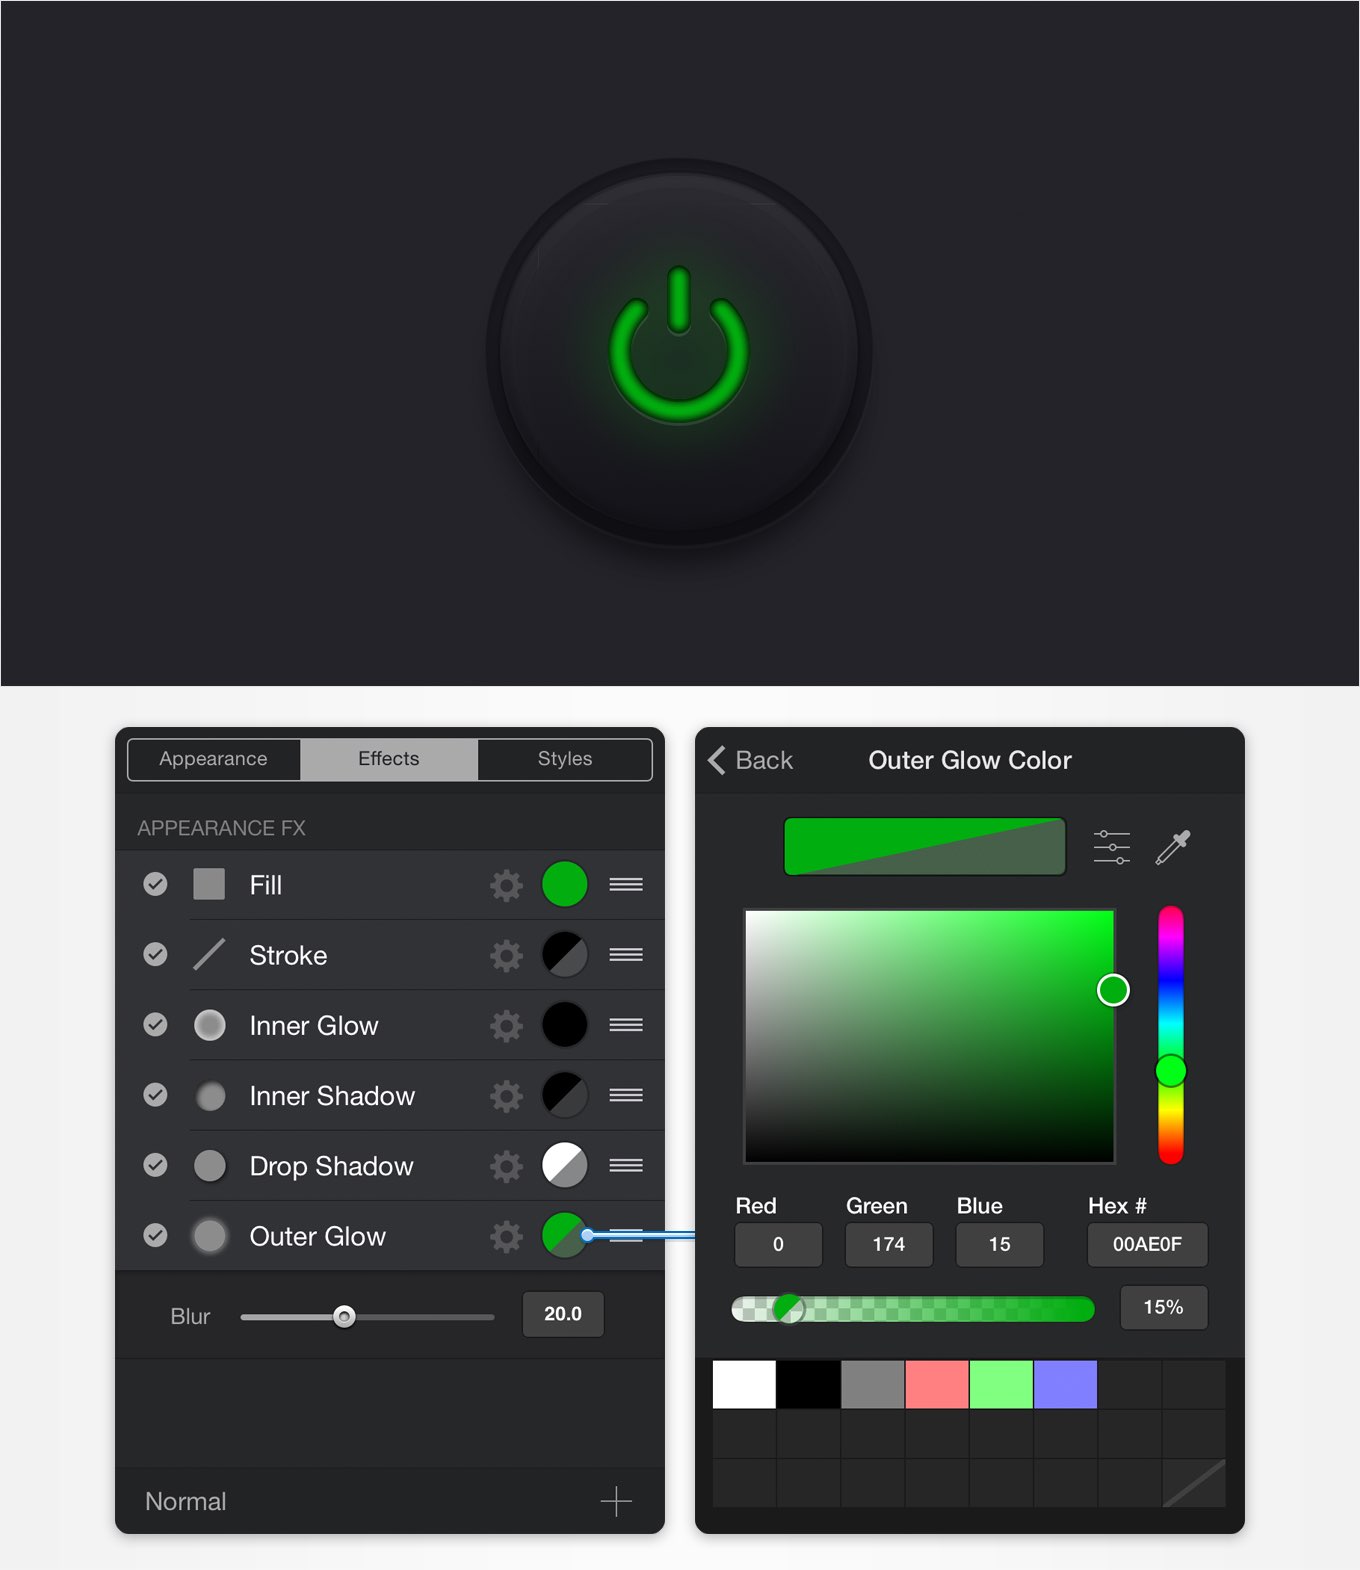 Appearance Effects Styles
APPEARANCE FX
Fill
Stroke
Inner Glow
Inner Shadow
Drop Shadow
Outer Glow
Blur 20.0
Normal
Back Outer Glow Color
Red Green Blue Hex #
0 174 15 00AE0F
15%